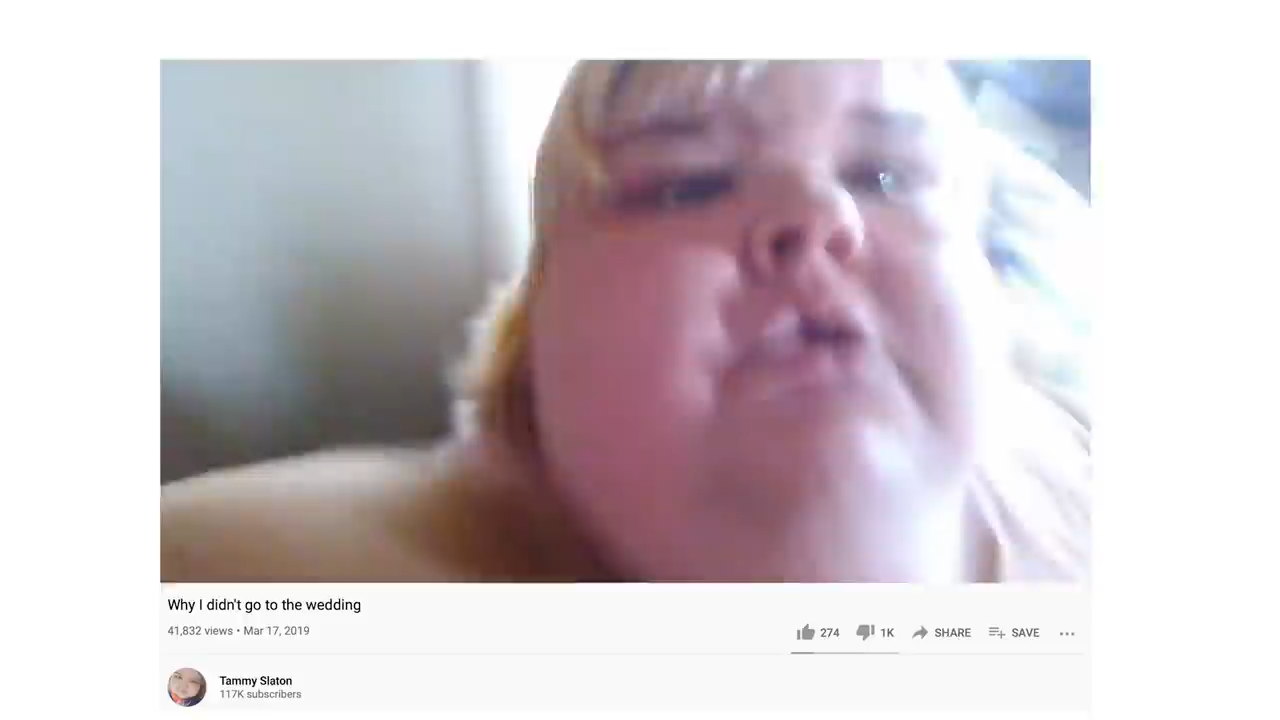 Why I didn't go to the wedding
41,832 views • Mar 17, 2019
274 1K SHARE SAVE
Tammy Slaton
117K subscribers